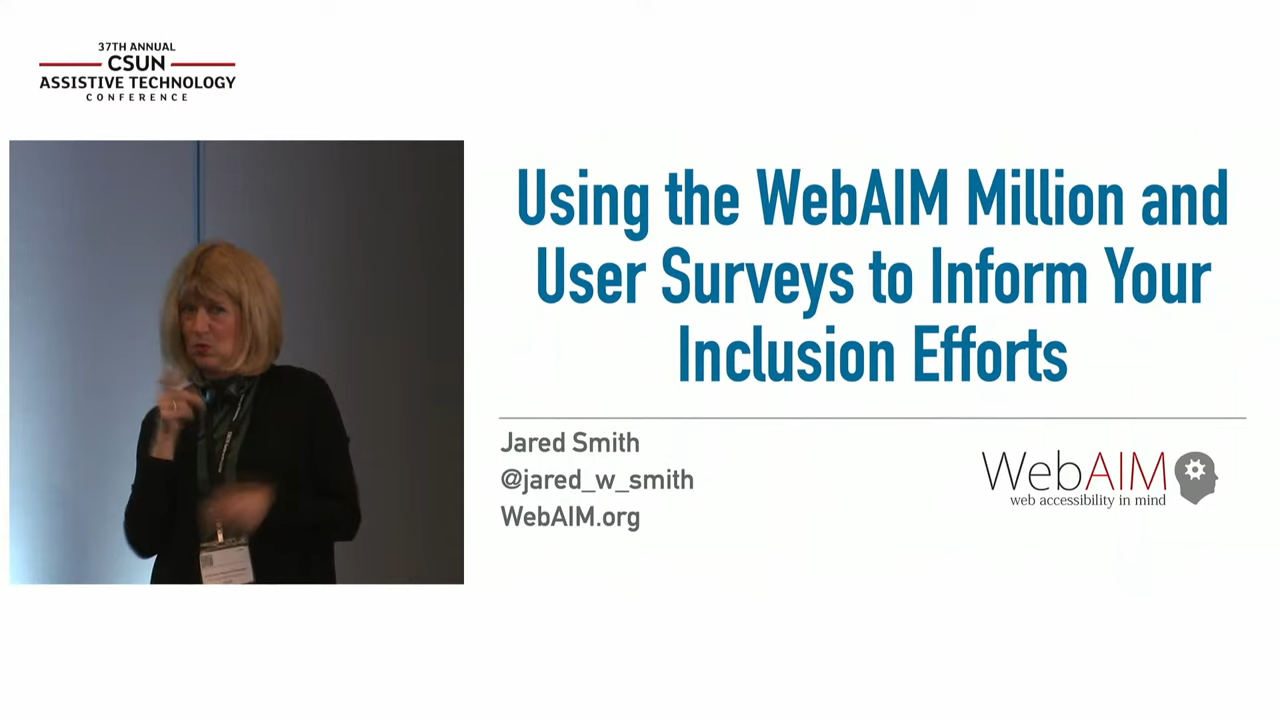 37TH ANNUAL
CSUN
ASSISTIVE TECHNOLOGY
CONFERENCE
Using the WebAIM Million and
User Surveys to Inform Your
Inclusion Efforts
Jared Smith
@jared_w_smith
WebAIM.org
WebAIM
web accessibility in mind